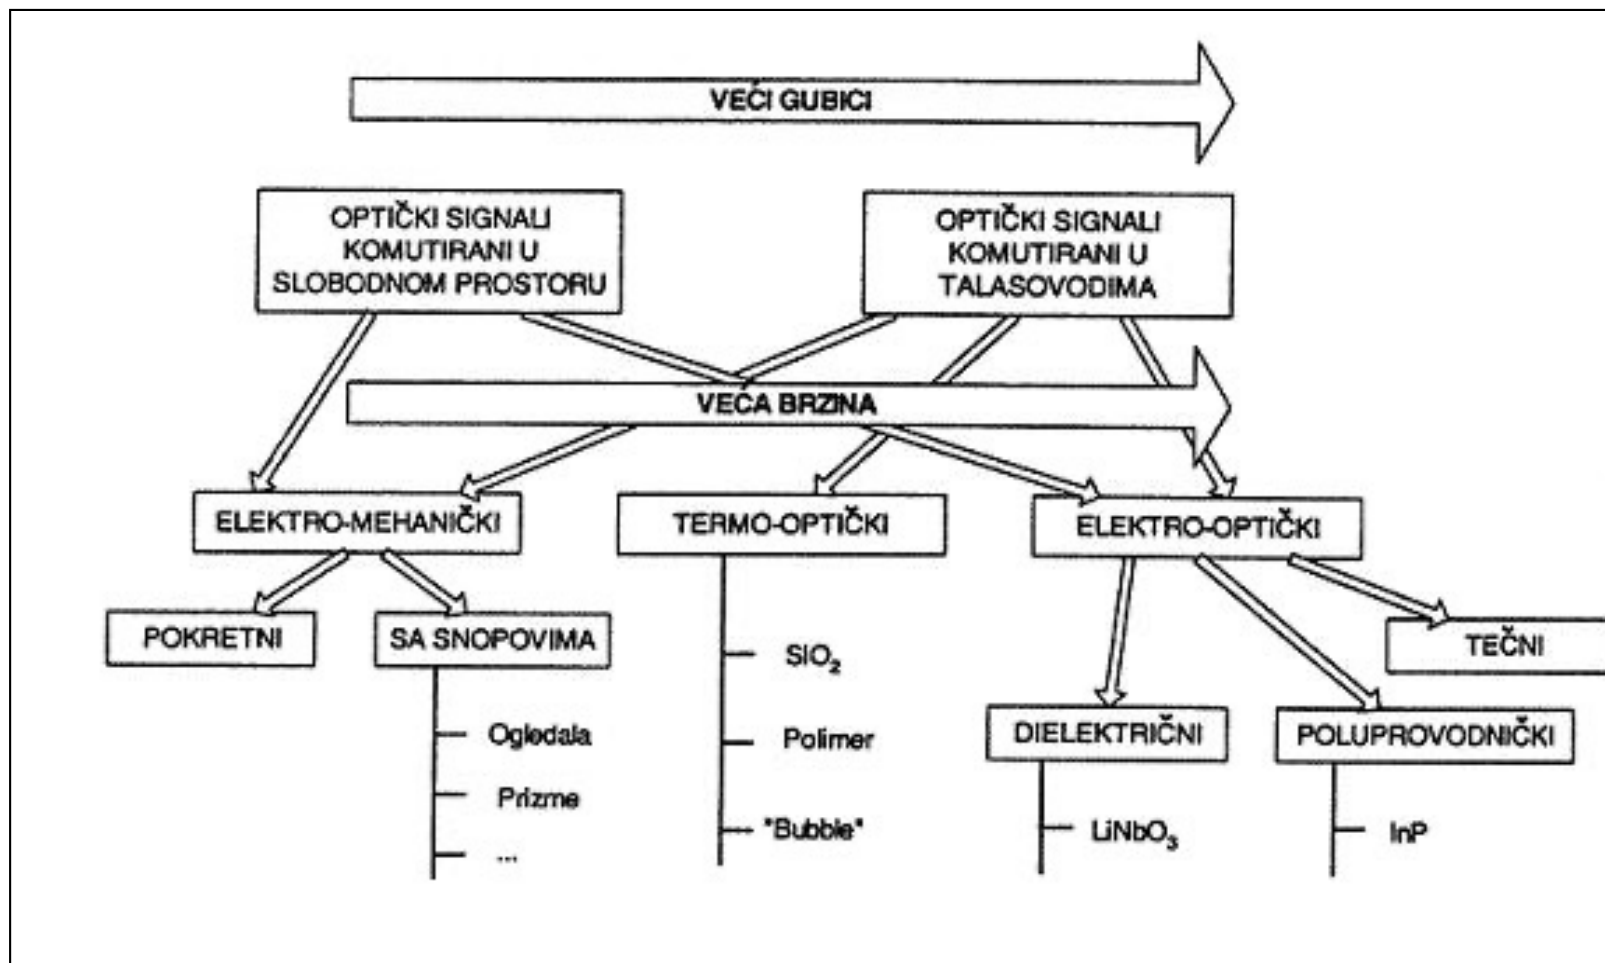 VEĆI GUBICI
OPTIČKI SIGNALI
KOMUTIRANI U
SLOBODNOM PROSTORU
OPTIČKI SIGNALI
KOMUTIRANI U
TALASOVODIMA
VEĆA BRZINA
ELEKTRO-MEHANIČKI
TERMO-OPTIČKI
ELEKTRO-OPTIČKI
POKRETNI
SA SNOPOVIMA
TEČNI
SIO₂
Ogledala
Polimer
DIELEKTRIČNI
POLUPROVODNIČKI
Prizme
"Bubble"
LiNbO₃
InP
...